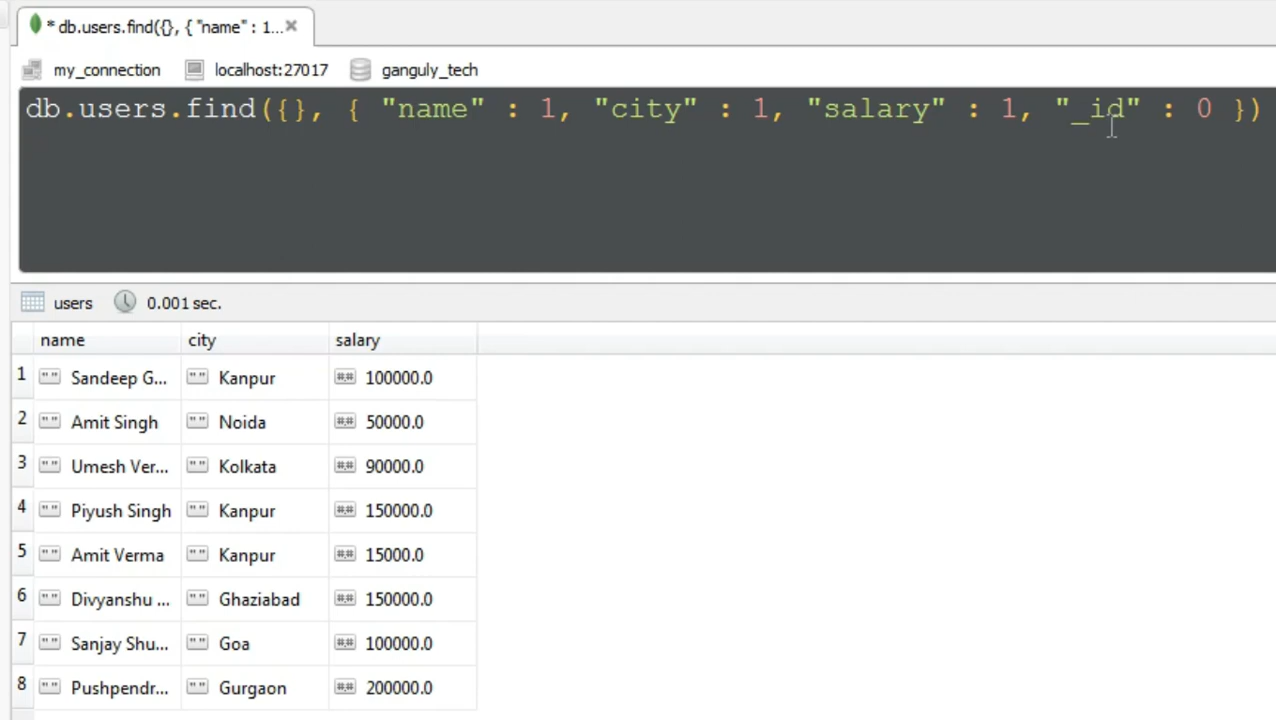 * db.users.find({}, { "name" : 1...
my_connection localhost:27017 ganguly_tech
db.users.find({}, { "name" : 1, "city" : 1, "salary" : 1, "_id" : 0 })
users 0.001 sec.
name city salary
1 "" Sandeep G... "" Kanpur #.# 100000.0
2 "" Amit Singh "" Noida #.# 50000.0
3 "" Umesh Ver... "" Kolkata #.# 90000.0
4 "" Piyush Singh "" Kanpur #.# 150000.0
5 "" Amit Verma "" Kanpur #.# 15000.0
6 "" Divyanshu ... "" Ghaziabad #.# 150000.0
7 "" Sanjay Shu... "" Goa #.# 100000.0
8 "" Pushpendr... "" Gurgaon #.# 200000.0